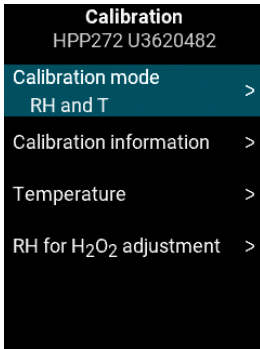 Calibration
HPP272 U3620482
Calibration mode >
RH and T
Calibration information >
Temperature >
RH for H₂O₂ adjustment >